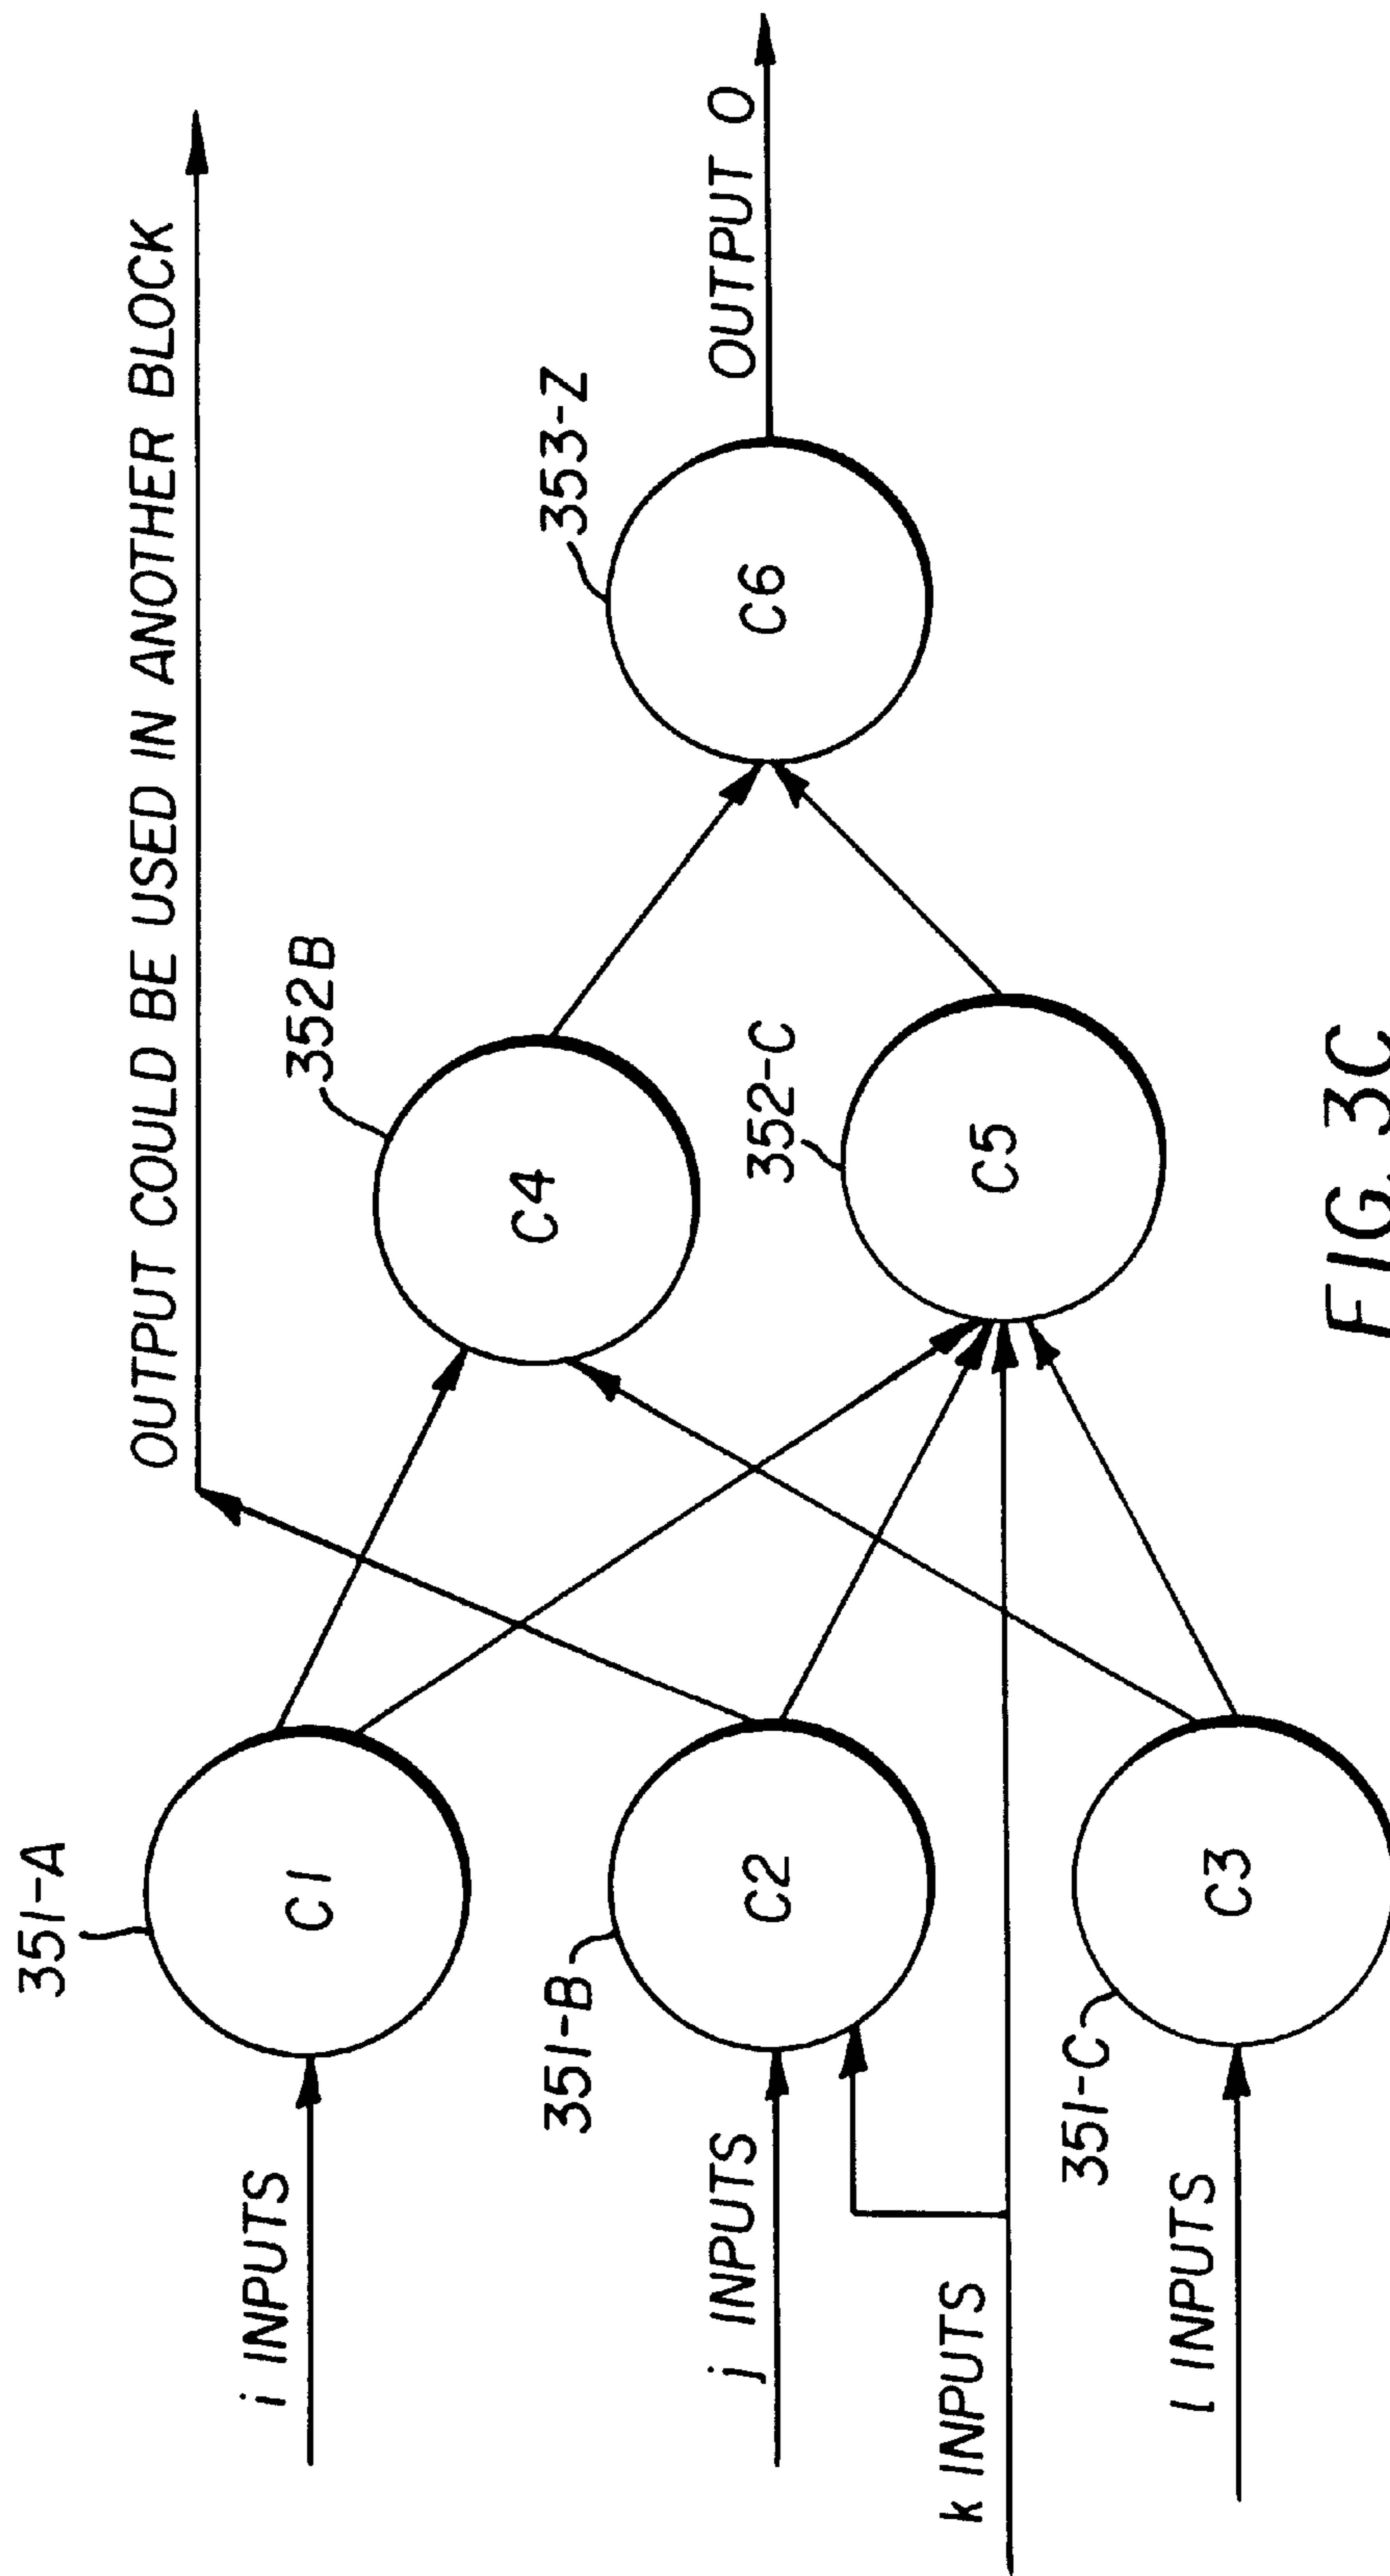 OUTPUT COULD BE USED IN ANOTHER BLOCK
351-A
i INPUTS
C1
352B
C4
353-Z
351-B
j INPUTS
C2
352-C
C5
C6
OUTPUT O
k INPUTS
351-C
l INPUTS
C3
FIG. 3C